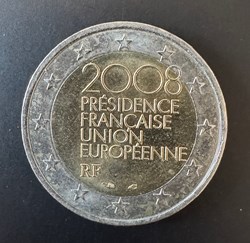 2008
PRÉSIDENCE
FRANÇAISE
UNION
EUROPÉENNE
RF